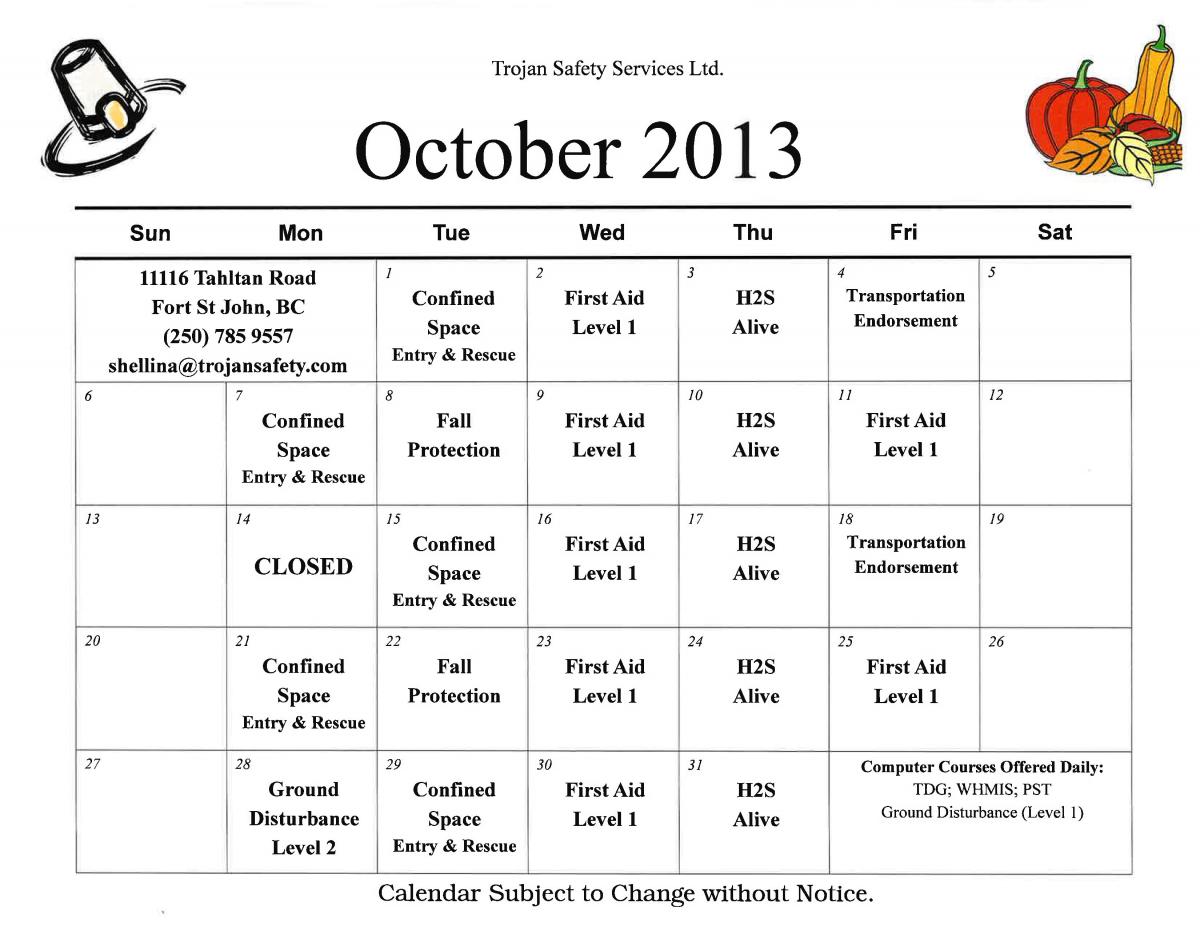 Trojan Safety Services Ltd.
October 2013
Sun Mon Tue Wed Thu Fri Sat
11116 Tahltan Road
Fort St John, BC
(250) 785 9557
shellina@trojansafety.com
1
Confined
Space
Entry & Rescue
2
First Aid
Level 1
3
H2S
Alive
4
Transportation
Endorsement
5
6
7
Confined
Space
Entry & Rescue
8
Fall
Protection
9
First Aid
Level 1
10
H2S
Alive
11
First Aid
Level 1
12
13
14
CLOSED
15
Confined
Space
Entry & Rescue
16
First Aid
Level 1
17
H2S
Alive
18
Transportation
Endorsement
19
20
21
Confined
Space
Entry & Rescue
22
Fall
Protection
23
First Aid
Level 1
24
H2S
Alive
25
First Aid
Level 1
26
27
28
Ground
Disturbance
Level 2
29
Confined
Space
Entry & Rescue
30
First Aid
Level 1
31
H2S
Alive
Computer Courses Offered Daily:
TDG; WHMIS; PST
Ground Disturbance (Level 1)
Calendar Subject to Change without Notice.